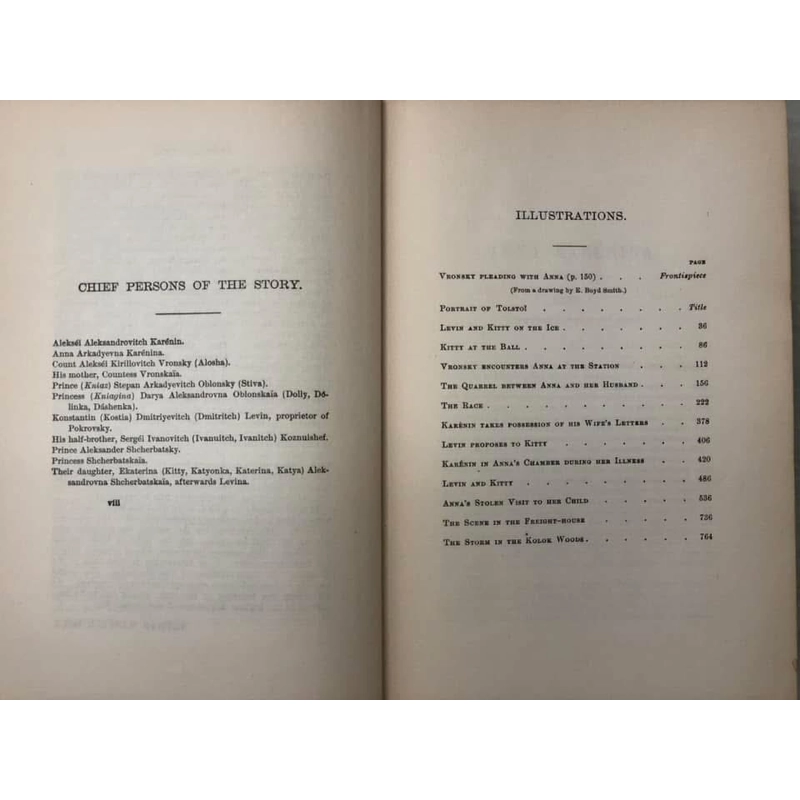 CHIEF PERSONS OF THE STORY.
Alekséi Aleksandrovitch Karénin.
Anna Arkadyevna Karénina.
Count Alekséi Kirillovitch Vronsky (Alosha).
His mother, Countess Vronskaïa.
Prince (Kniaz) Stepan Arkadyevitch Oblonsky (Stiva).
Princess (Kniagina) Darya Aleksandrovna Oblonskaïa (Dolly, Dó-
linka, Dáshenka).
Konstantin (Kostia) Dmitriyevitch (Dmitritch) Levin, proprietor of
Pokrovsky.
His half-brother, Sergéi Ivanovitch (Ivanuitch, Ivanitch) Koznuishef.
Prince Aleksander Shcherbatsky.
Princess Shcherbatskaïa.
Their daughter, Ekaterina (Kitty, Katyonka, Katerina, Katya) Alek-
sandrovna Shcherbatskaïa, afterwards Levina.
viii
ILLUSTRATIONS.
PAGE
VRONSKY PLEADING WITH ANNA (p. 150) . . . Frontispiece
(From a drawing by E. Boyd Smith.)
PORTRAIT OF TOLSTOÏ . . . . . . . . Title
LEVIN AND KITTY ON THE ICE . . . . . . . 36
KITTY AT THE BALL . . . . . . . . . 86
VRONSKY ENCOUNTERS ANNA AT THE STATION . . . . 112
THE QUARREL BETWEEN ANNA AND HER HUSBAND . . . 156
THE RACE . . . . . . . . . . . 222
KARÉNIN TAKES POSSESSION OF HIS WIFE'S LETTERS . . 378
LEVIN PROPOSES TO KITTY . . . . . . . 406
KARÉNIN IN ANNA'S CHAMBER DURING HER ILLNESS . . 420
LEVIN AND KITTY . . . . . . . . . 486
ANNA'S STOLEN VISIT TO HER CHILD . . . . . 536
THE SCENE IN THE FREIGHT-HOUSE . . . . . 736
THE STORM IN THE KOLOK WOODS . . . . . . 764